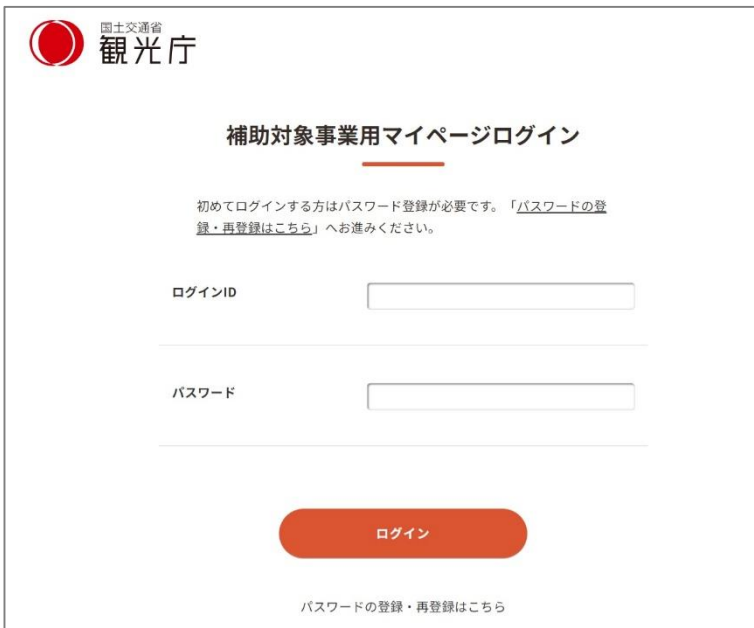 国土交通省
観光庁
補助対象事業用マイページログイン
初めてログインする方はパスワード登録が必要です。「パスワードの登
録・再登録はこちら」へお進みください。
ログインID
パスワード
ログイン
パスワードの登録・再登録はこちら